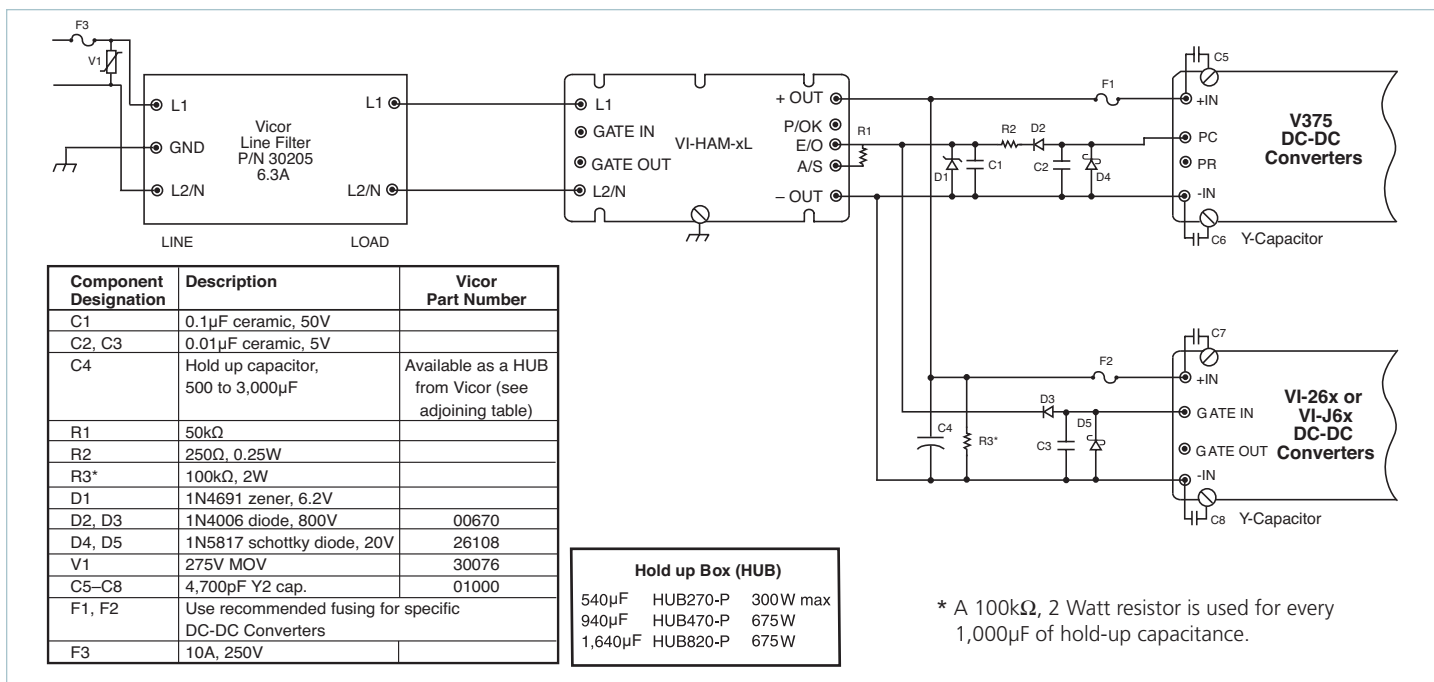 F3
V1
L1
GND
L2/N
Vicor
Line Filter
P/N 30205
6.3A
L1
L2/N
LINE
LOAD
L1
GATE IN
GATE OUT
L2/N
VI-HAM-xL
+ OUT
P/OK
E/O
A/S
– OUT
R1
D1
C1
R2
D2
C2
D4
F1
C5
+IN
PC
PR
-IN
V375
DC-DC
Converters
C6
Y-Capacitor
C4
R3*
D3
C3
D5
F2
C7
+IN
GATE IN
GATE OUT
-IN
VI-26x or
VI-J6x
DC-DC
Converters
C8
Y-Capacitor
Component Designation Description Vicor Part Number
C1 0.1µF ceramic, 50V
C2, C3 0.01µF ceramic, 5V
C4 Hold up capacitor, 500 to 3,000µF Available as a HUB from Vicor (see adjoining table)
R1 50kΩ
R2 250Ω, 0.25W
R3* 100kΩ, 2W
D1 1N4691 zener, 6.2V
D2, D3 1N4006 diode, 800V 00670
D4, D5 1N5817 schottky diode, 20V 26108
V1 275V MOV 30076
C5–C8 4,700pF Y2 cap. 01000
F1, F2 Use recommended fusing for specific DC-DC Converters
F3 10A, 250V
Hold up Box (HUB)
540µF HUB270-P 300W max
940µF HUB470-P 675W
1,640µF HUB820-P 675W
* A 100kΩ, 2 Watt resistor is used for every
1,000µF of hold-up capacitance.